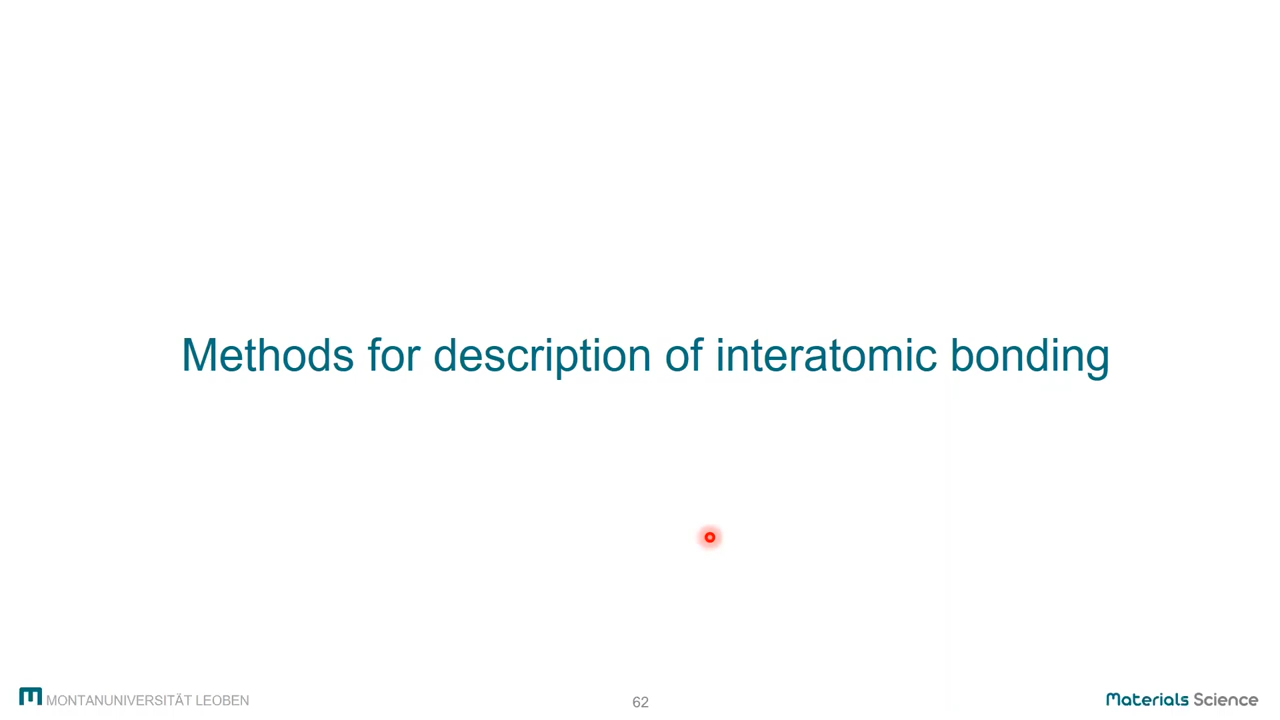 Methods for description of interatomic bonding
MONTANUNIVERSITÄT LEOBEN
62
Materials Science